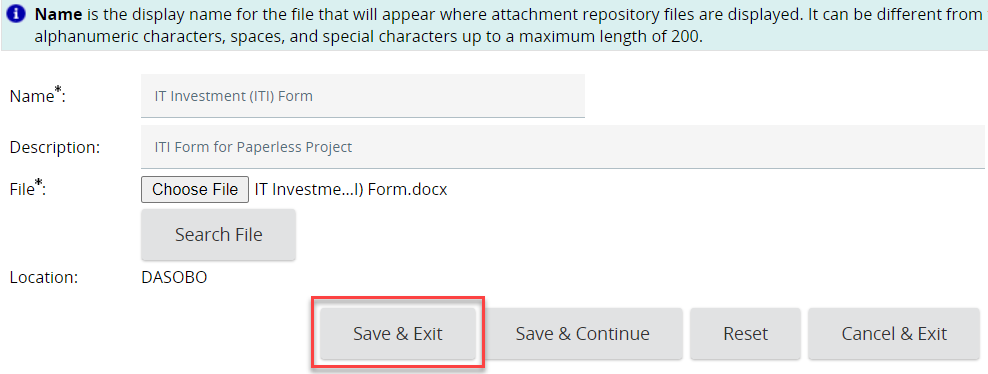 Name is the display name for the file that will appear where attachment repository files are displayed. It can be different from
alphanumeric characters, spaces, and special characters up to a maximum length of 200.
Name*: IT Investment (ITI) Form
Description: ITI Form for Paperless Project
File*: Choose File IT Investme...I) Form.docx
Search File
Location: DASOBO
Save & Exit Save & Continue Reset Cancel & Exit